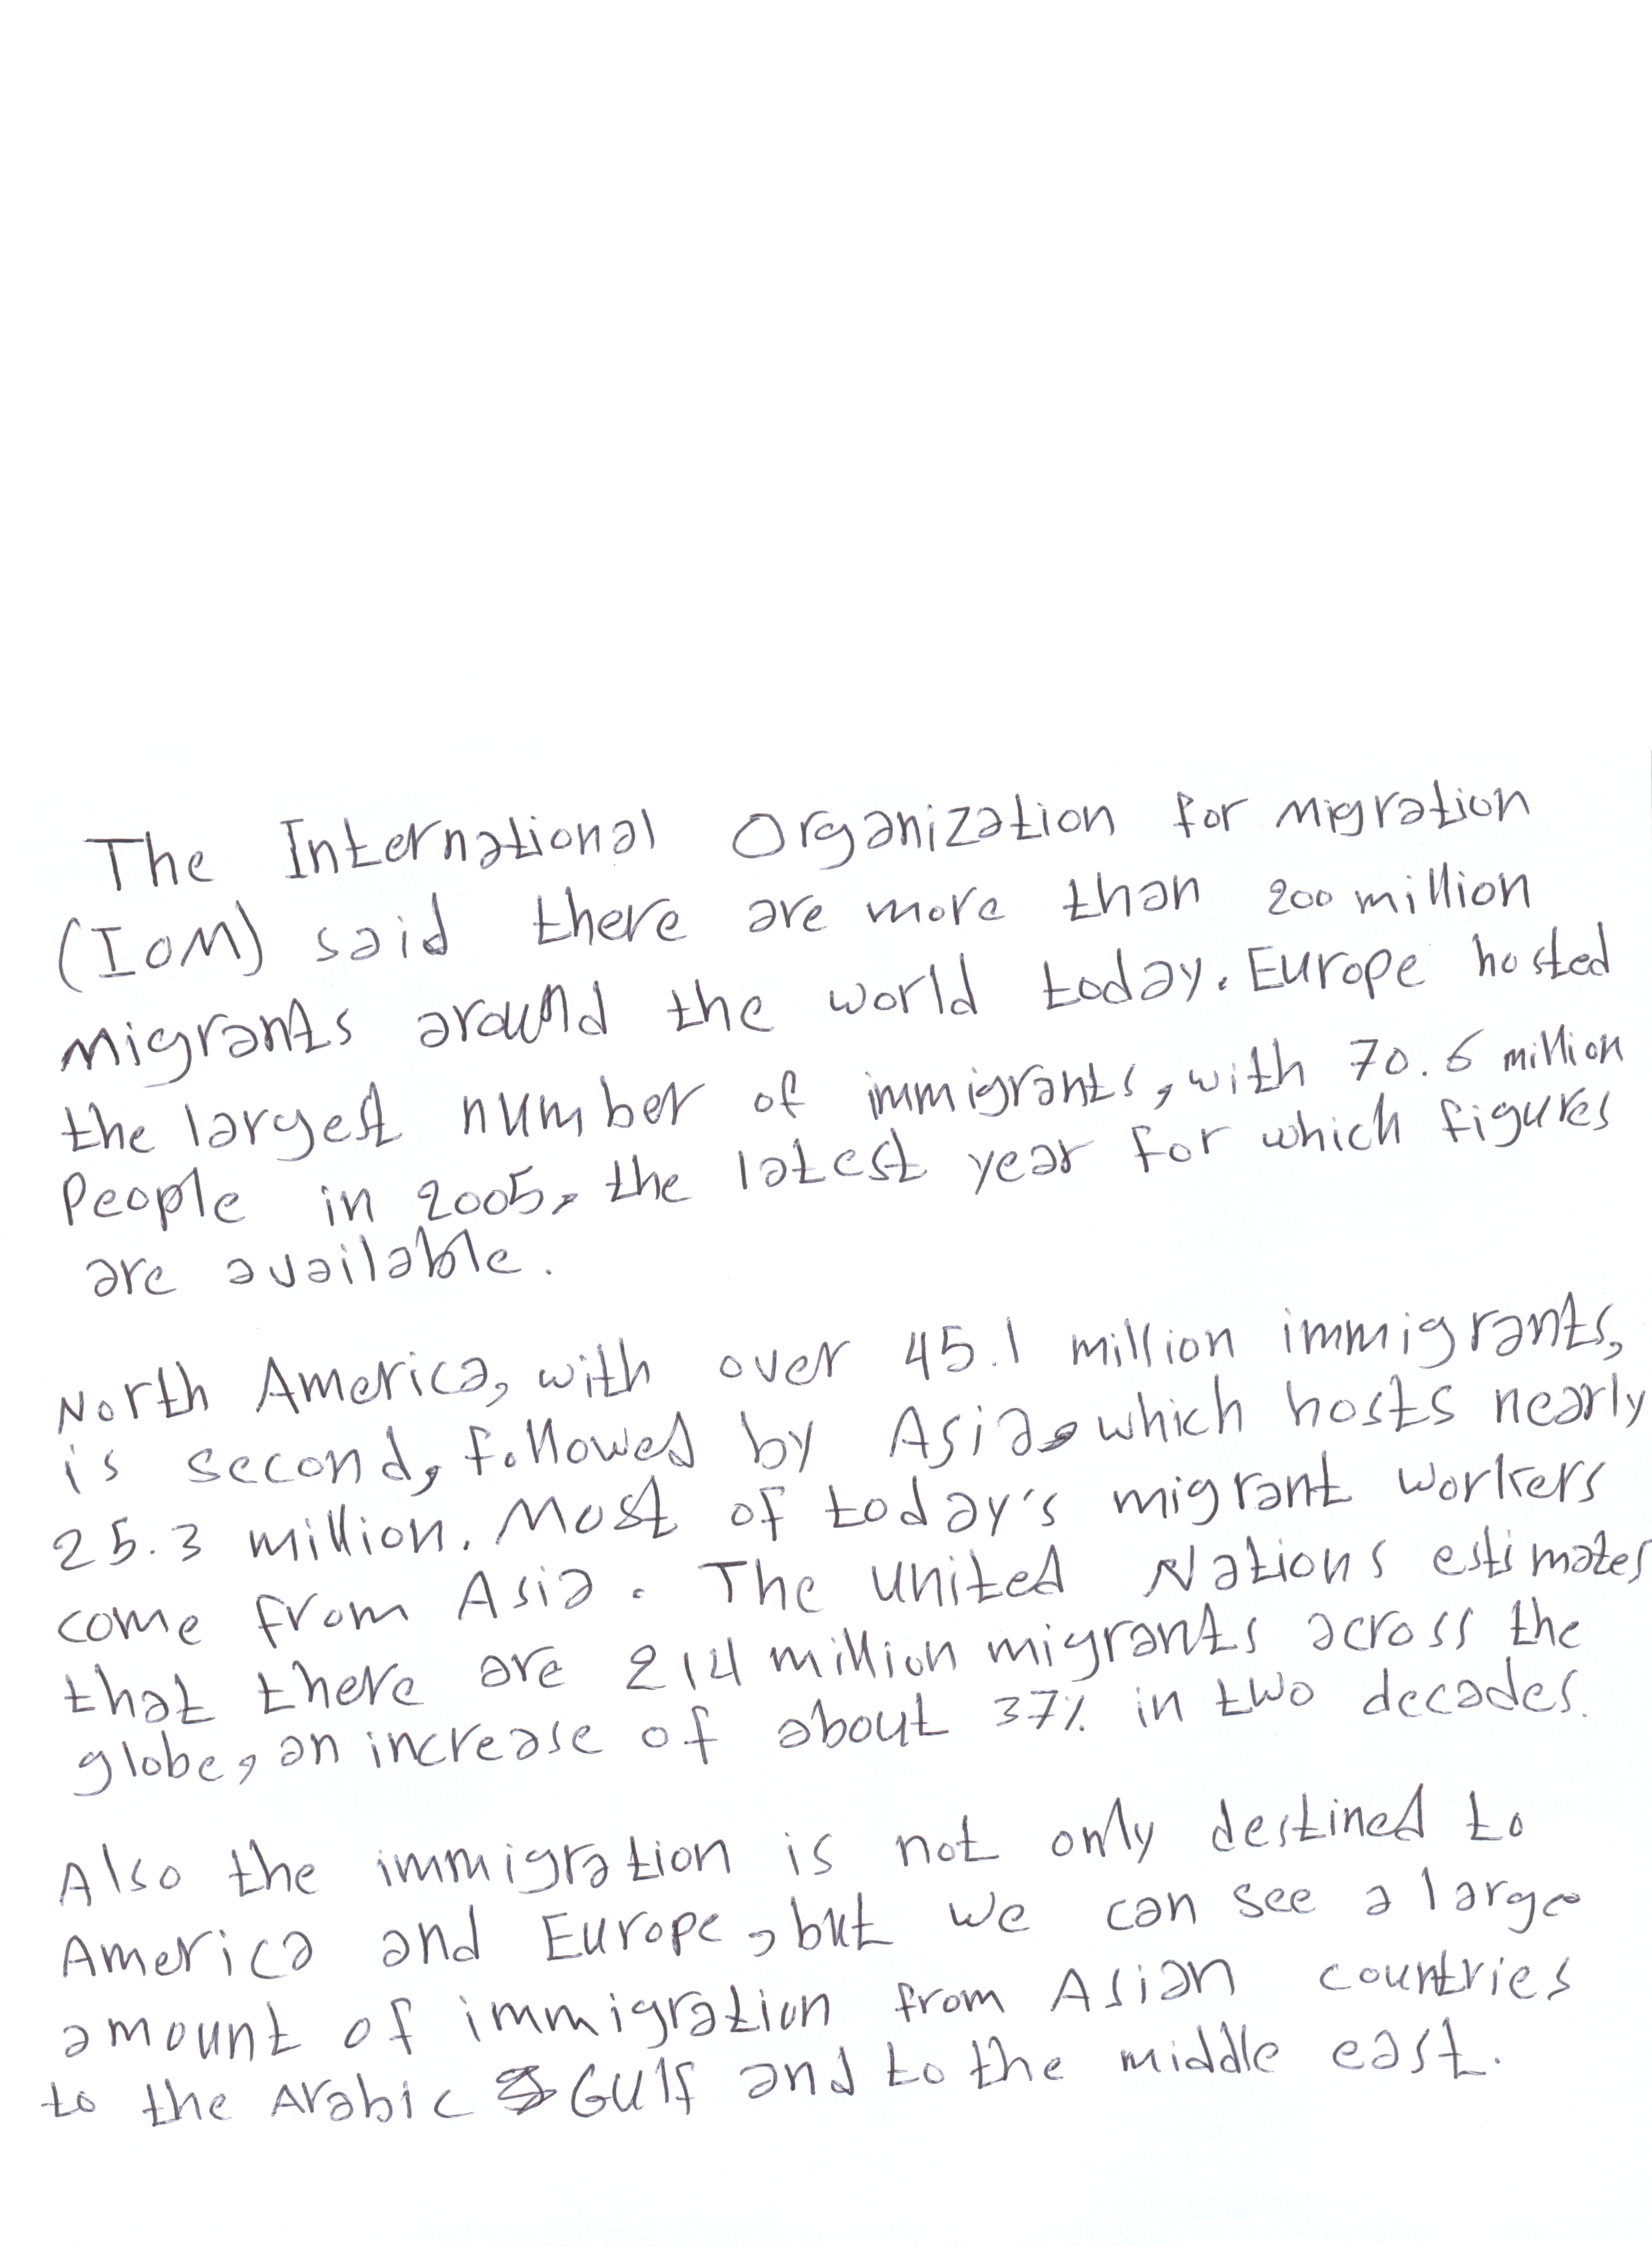 The International Organization for Migration
(IOM) said there are more than 200 million
migrants around the world today. Europe hosted
the largest number of immigrants, with 70.6 million
People in 2005, the latest year for which figures
are available.
North America, with over 45.1 million immigrants,
is second, followed by Asia, which hosts nearly
25.3 million. Most of today's migrant workers
come from Asia. The united Nations estimates
that there are 214 million migrants across the
globe, an increase of about 37% in two decades.
Also the immigration is not only destined to
America and Europe, but we can see a large
amount of immigration from Asian countries
to the Arabic Gulf and to the middle east.